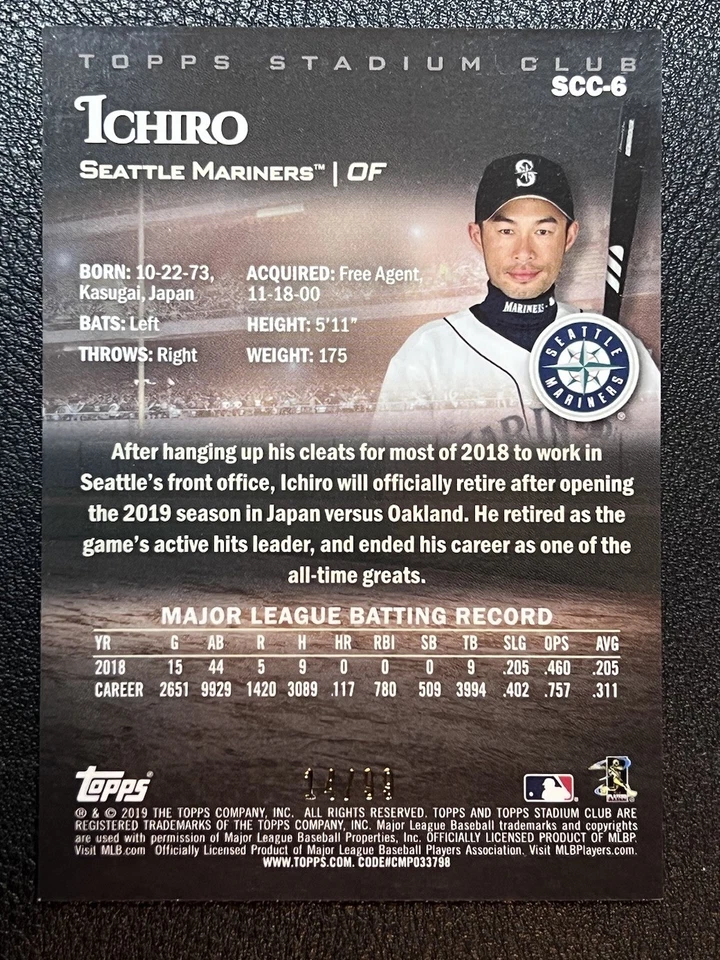 TOPPS STADIUM CLUB
SCC-6
ICHIRO
SEATTLE MARINERS™ | OF
BORN: 10-22-73,
Kasugai, Japan
ACQUIRED: Free Agent,
11-18-00
BATS: Left
HEIGHT: 5'11"
THROWS: Right
WEIGHT: 175
S
MARINERS
SEATTLE
MARINERS
®
MARINERS
After hanging up his cleats for most of 2018 to work in
Seattle's front office, Ichiro will officially retire after opening
the 2019 season in Japan versus Oakland. He retired as the
game's active hits leader, and ended his career as one of the
all-time greats.
MAJOR LEAGUE BATTING RECORD
YR G AB R H HR RBI SB TB SLG OPS AVG
2018 15 44 5 9 0 0 0 9 .205 .460 .205
CAREER 2651 9929 1420 3089 .117 780 509 3994 .402 .757 .311
topps®
14/99
® & © 2019 THE TOPPS COMPANY, INC. ALL RIGHTS RESERVED. TOPPS AND TOPPS STADIUM CLUB ARE
REGISTERED TRADEMARKS OF THE TOPPS COMPANY, INC. Major League Baseball trademarks and copyrights
are used with permission of Major League Baseball Properties, Inc. OFFICIALLY LICENSED PRODUCT OF MLBP.
Visit MLB.com Officially Licensed Product of Major League Baseball Players Association. Visit MLBPlayers.com.
WWW.TOPPS.COM. CODE#CMP033798